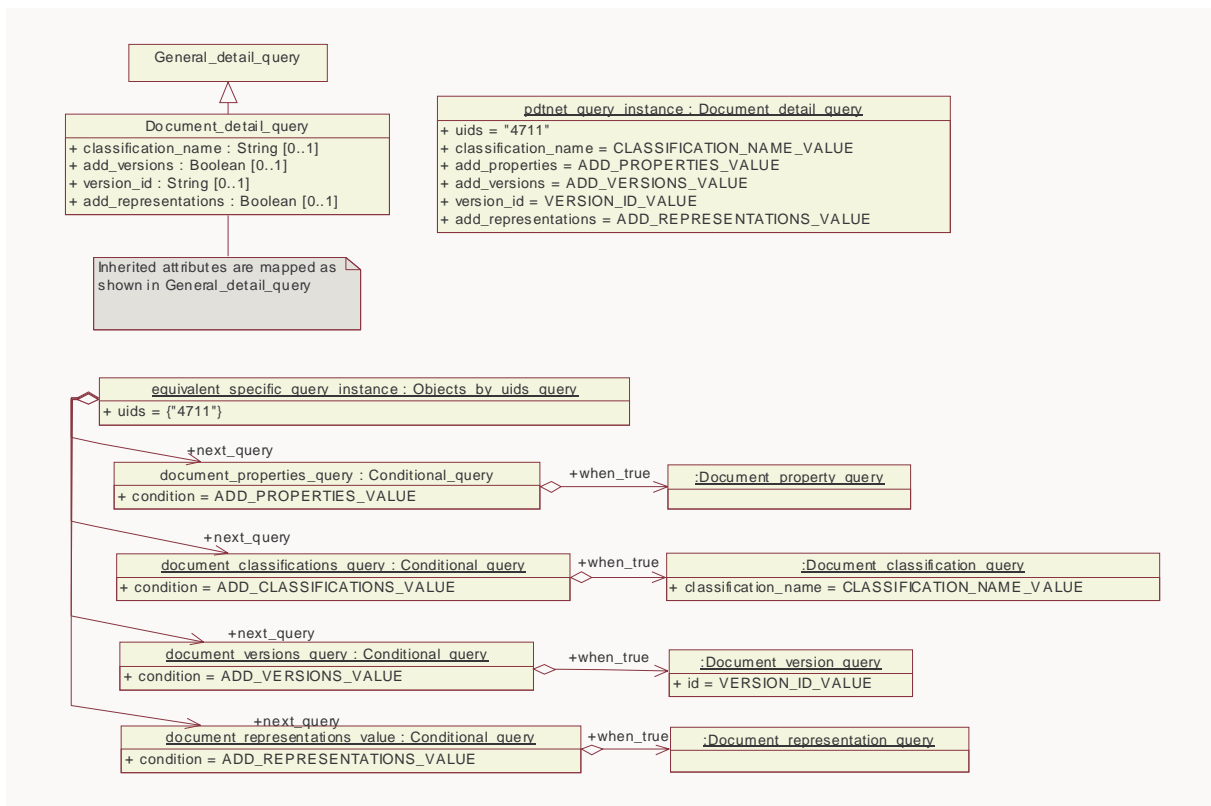 General_detail_query
Document_detail_query
+ classification_name : String [0..1]
+ add_versions : Boolean [0..1]
+ version_id : String [0..1]
+ add_representations : Boolean [0..1]
Inherited attributes are mapped as
shown in General_detail_query
pdtnet_query_instance : Document_detail_query
+ uids = "4711"
+ classification_name = CLASSIFICATION_NAME_VALUE
+ add_properties = ADD_PROPERTIES_VALUE
+ add_versions = ADD_VERSIONS_VALUE
+ version_id = VERSION_ID_VALUE
+ add_representations = ADD_REPRESENTATIONS_VALUE
equivalent_specific_query_instance : Objects_by_uids_query
+ uids = {"4711"}
+next_query
document_properties_query : Conditional_query
+ condition = ADD_PROPERTIES_VALUE
+when_true
:Document_property_query
+next_query
document_classifications_query : Conditional_query
+ condition = ADD_CLASSIFICATIONS_VALUE
+when_true
:Document_classification_query
+ classification_name = CLASSIFICATION_NAME_VALUE
+next_query
document_versions_query : Conditional_query
+ condition = ADD_VERSIONS_VALUE
+when_true
:Document_version_query
+ id = VERSION_ID_VALUE
+next_query
document_representations_value : Conditional_query
+ condition = ADD_REPRESENTATIONS_VALUE
+when_true
:Document_representation_query